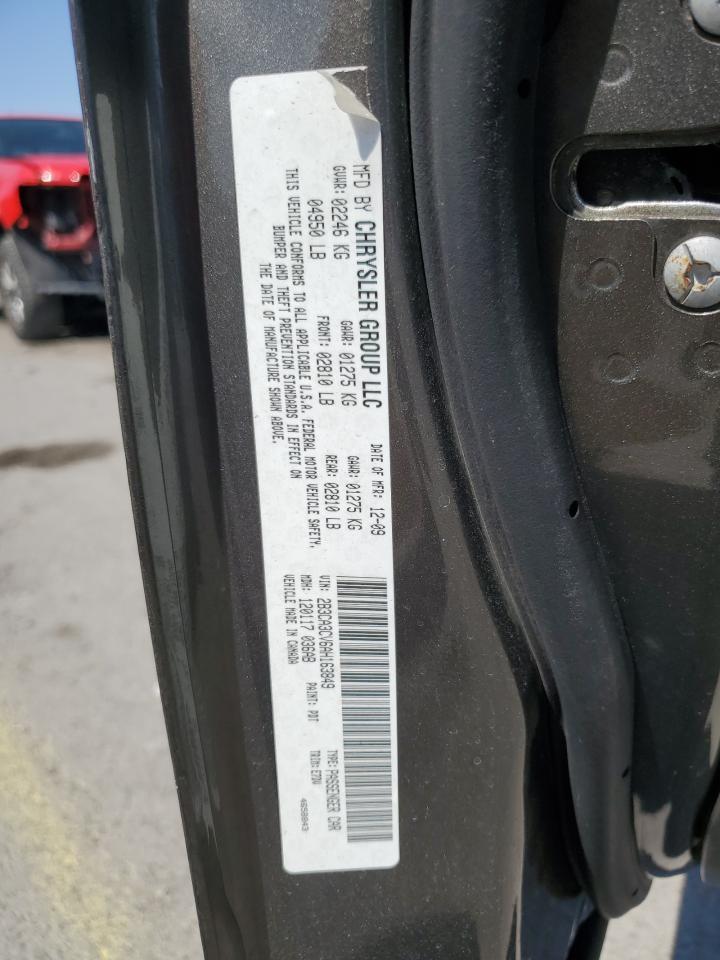 MFD BY CHRYSLER GROUP LLC
DATE OF MFR: 12-09
GVWR: 02246 KG GAWR: 01275 KG GAWR: 01275 KG
04950 LB FRONT: 02810 LB REAR: 02810 LB
THIS VEHICLE CONFORMS TO ALL APPLICABLE U.S.A. FEDERAL MOTOR VEHICLE SAFETY,
BUMPER AND THEFT PREVENTION STANDARDS IN EFFECT ON
THE DATE OF MANUFACTURE SHOWN ABOVE.
VIN: 2B3CA3CV6AH163849 TYPE: PASSENGER CAR
MDH: 120117 036AB PAINT: PDT TRIM: E7DV
VEHICLE MADE IN CANADA